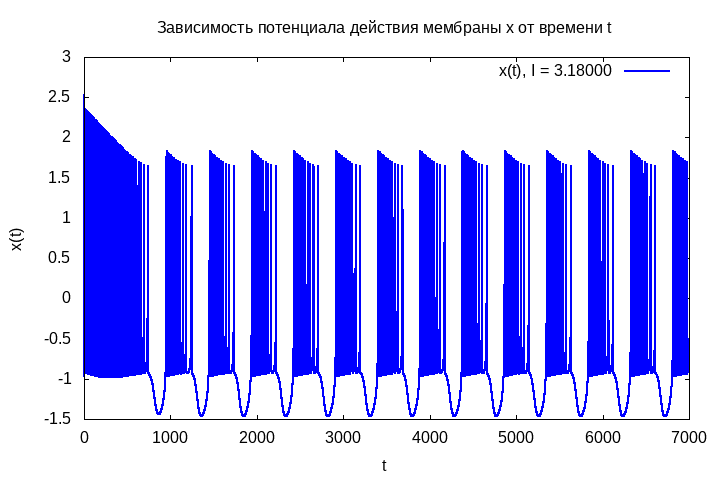 Зависимость потенциала действия мембраны x от времени t
x(t), I = 3.18000
3
2.5
2
1.5
1
0.5
0
-0.5
-1
-1.5
x(t)
0 1000 2000 3000 4000 5000 6000 7000
t